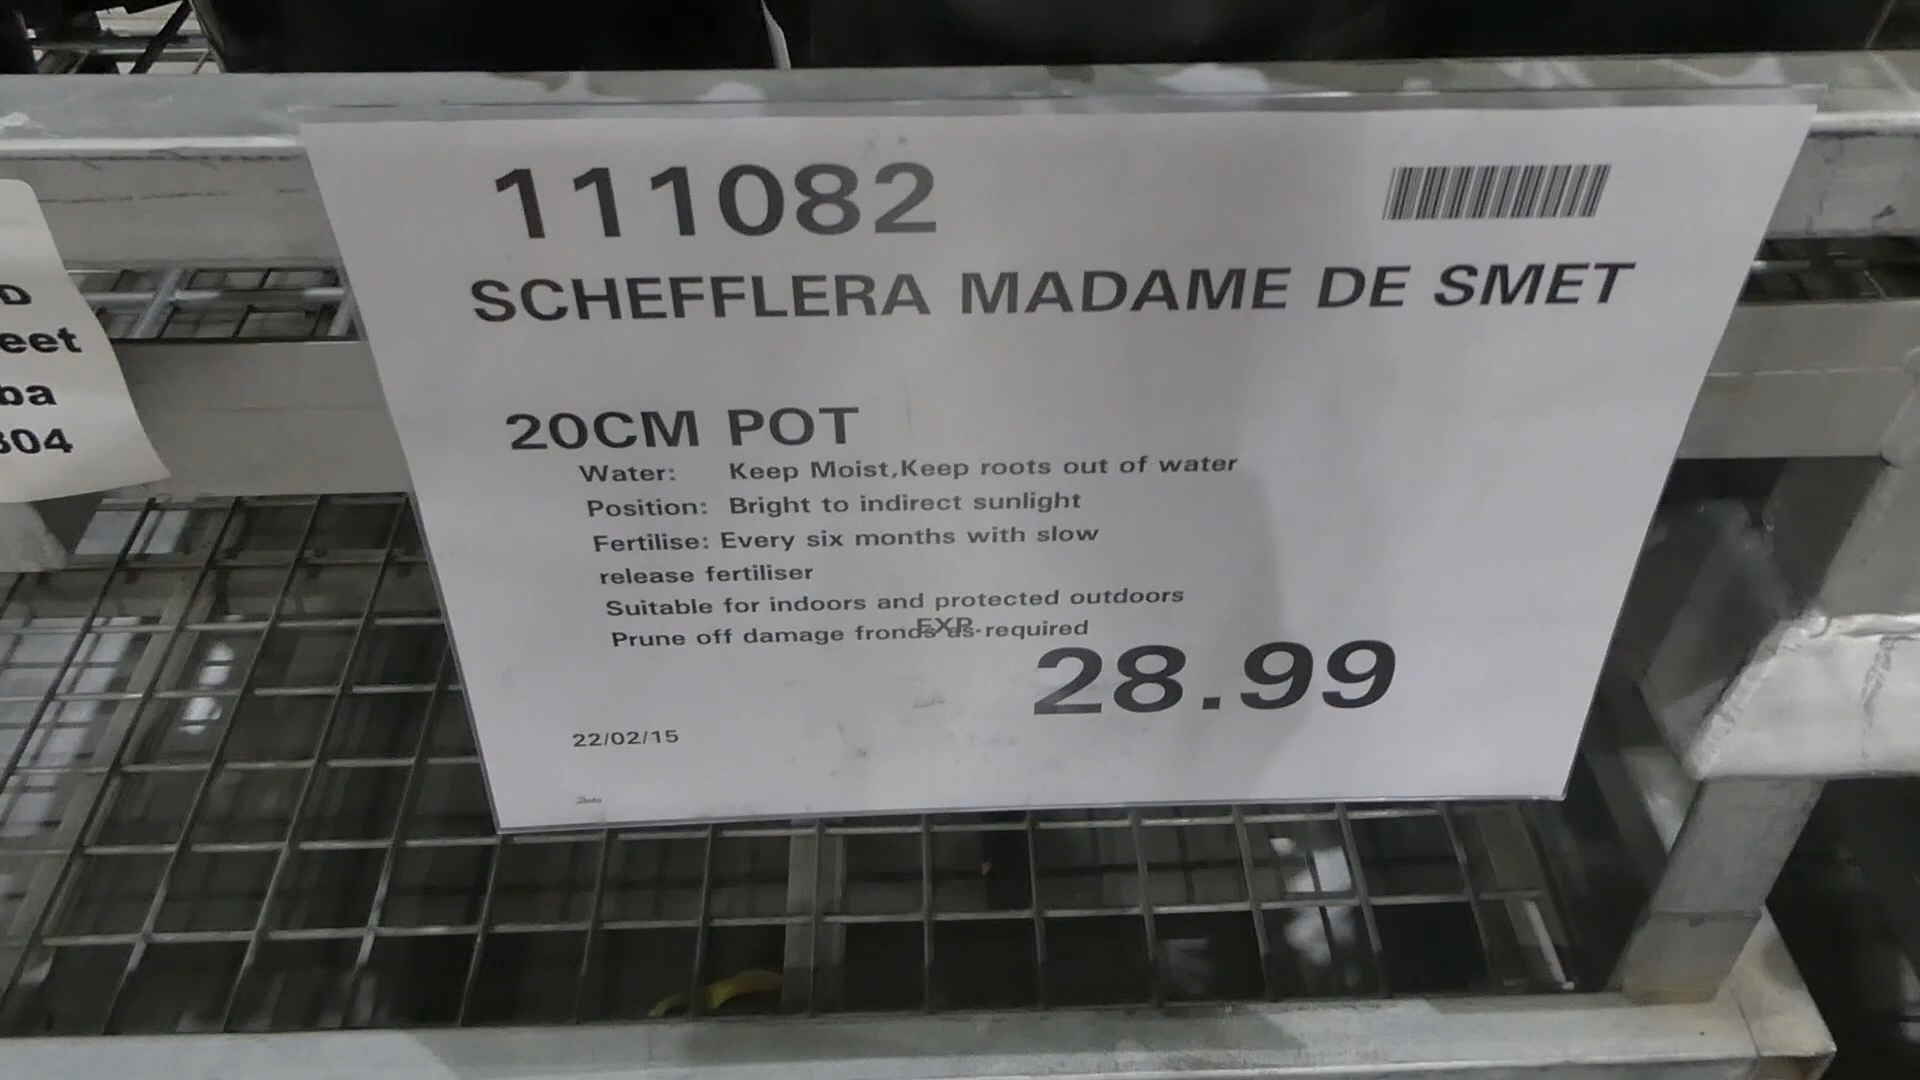 111082
SCHEFFLERA MADAME DE SMET
20CM POT
Water: Keep Moist,Keep roots out of water
Position: Bright to indirect sunlight
Fertilise: Every six months with slow
release fertiliser
Suitable for indoors and protected outdoors
Prune off damage fronds as required
EXP.
28.99
22/02/15
D
eet
ba
304